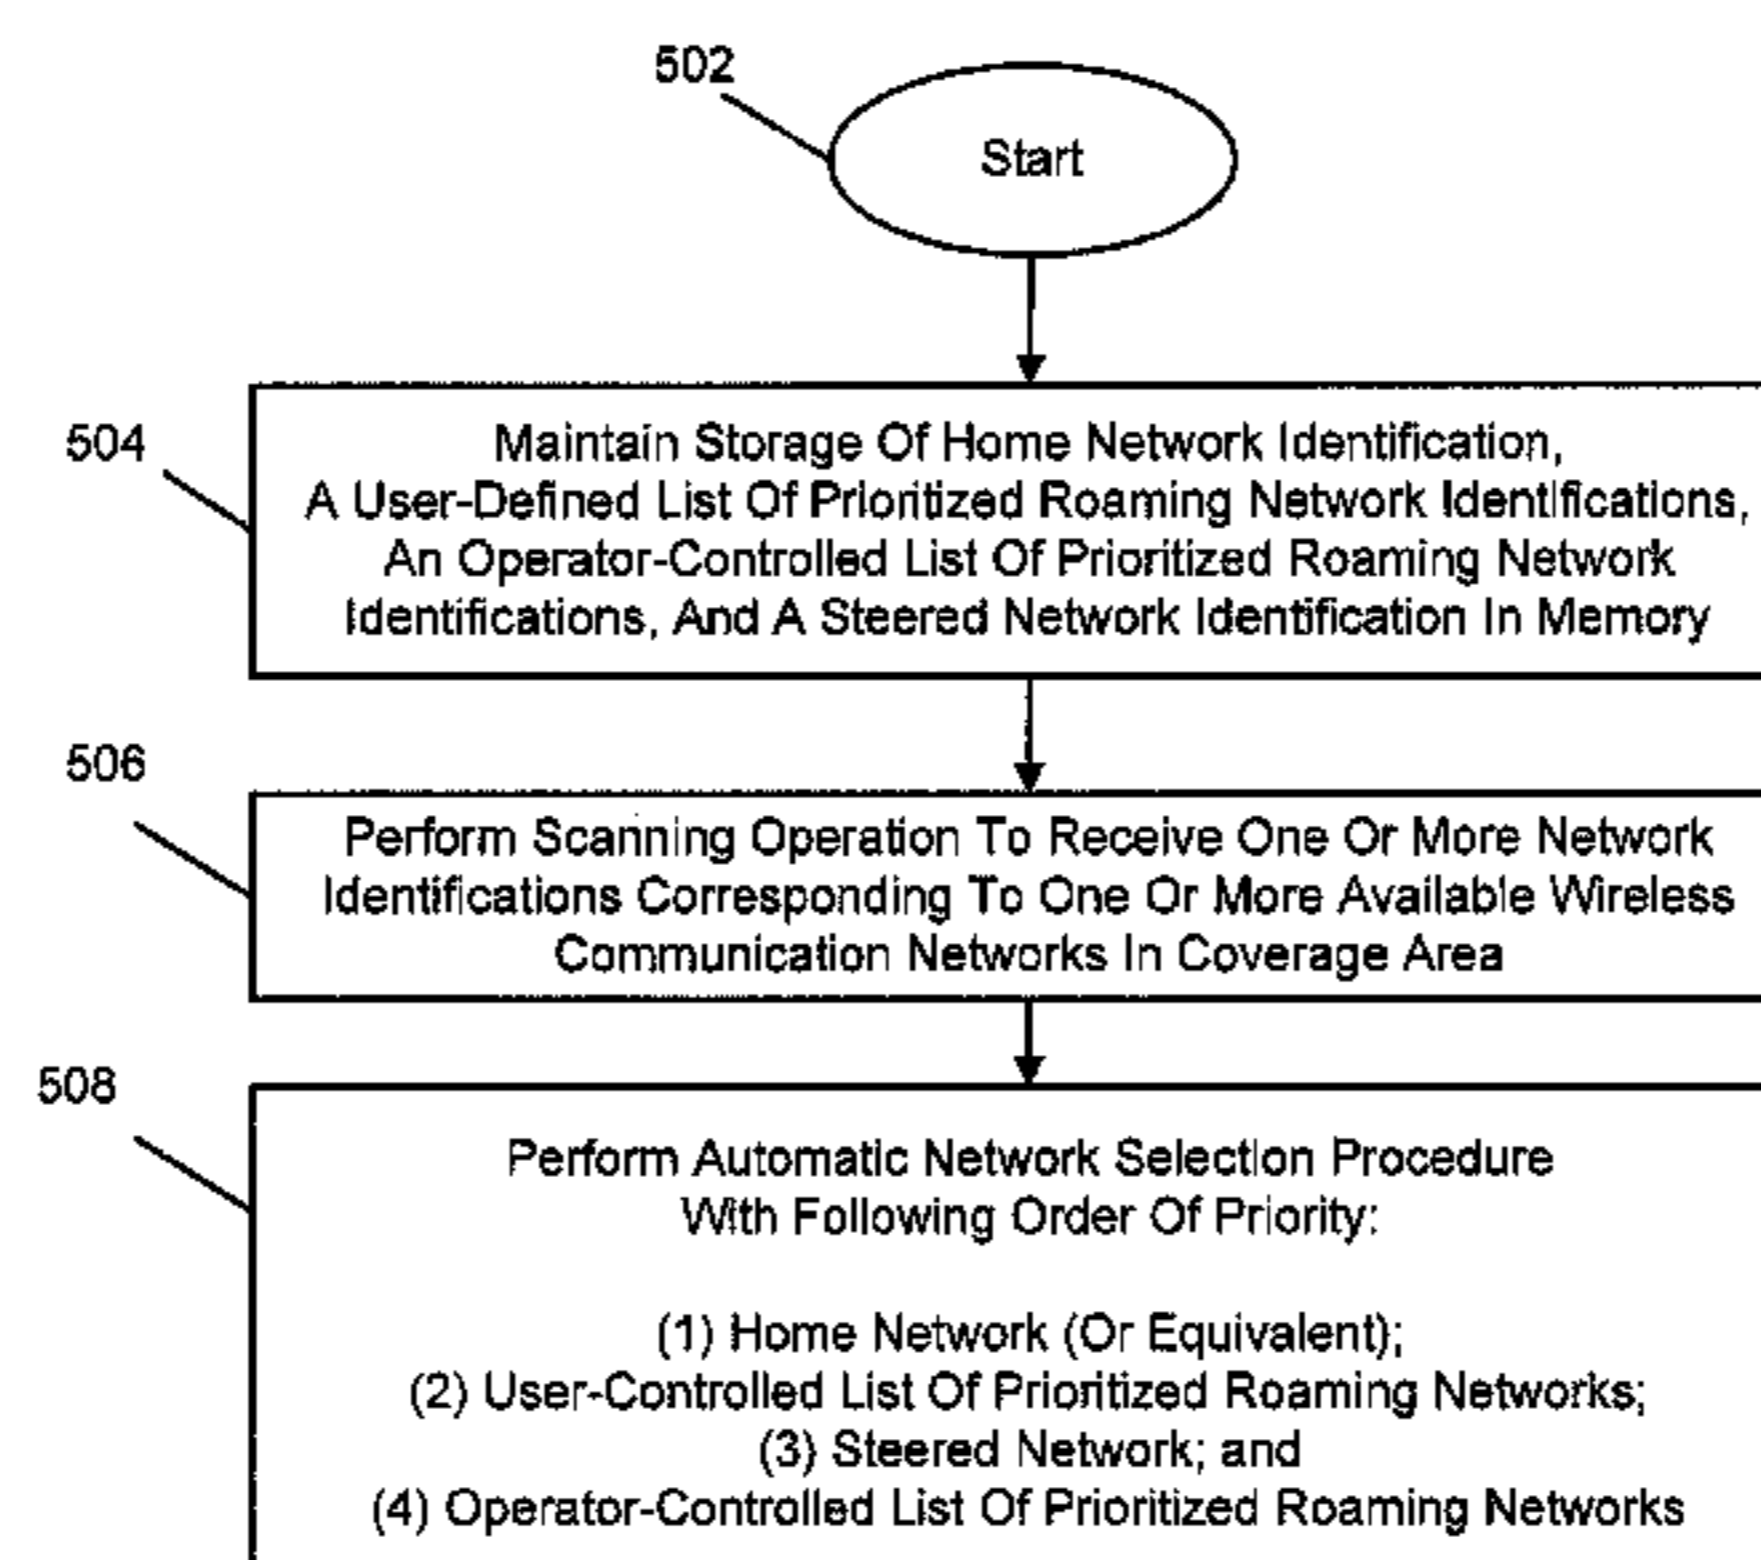 502
Start
504
Maintain Storage Of Home Network Identification,
A User-Defined List Of Prioritized Roaming Network Identifications,
An Operator-Controlled List Of Prioritized Roaming Network
Identifications, And A Steered Network Identification In Memory
506
Perform Scanning Operation To Receive One Or More Network
Identifications Corresponding To One Or More Available Wireless
Communication Networks In Coverage Area
508
Perform Automatic Network Selection Procedure
With Following Order Of Priority:
(1) Home Network (Or Equivalent);
(2) User-Controlled List Of Prioritized Roaming Networks;
(3) Steered Network; and
(4) Operator-Controlled List Of Prioritized Roaming Networks